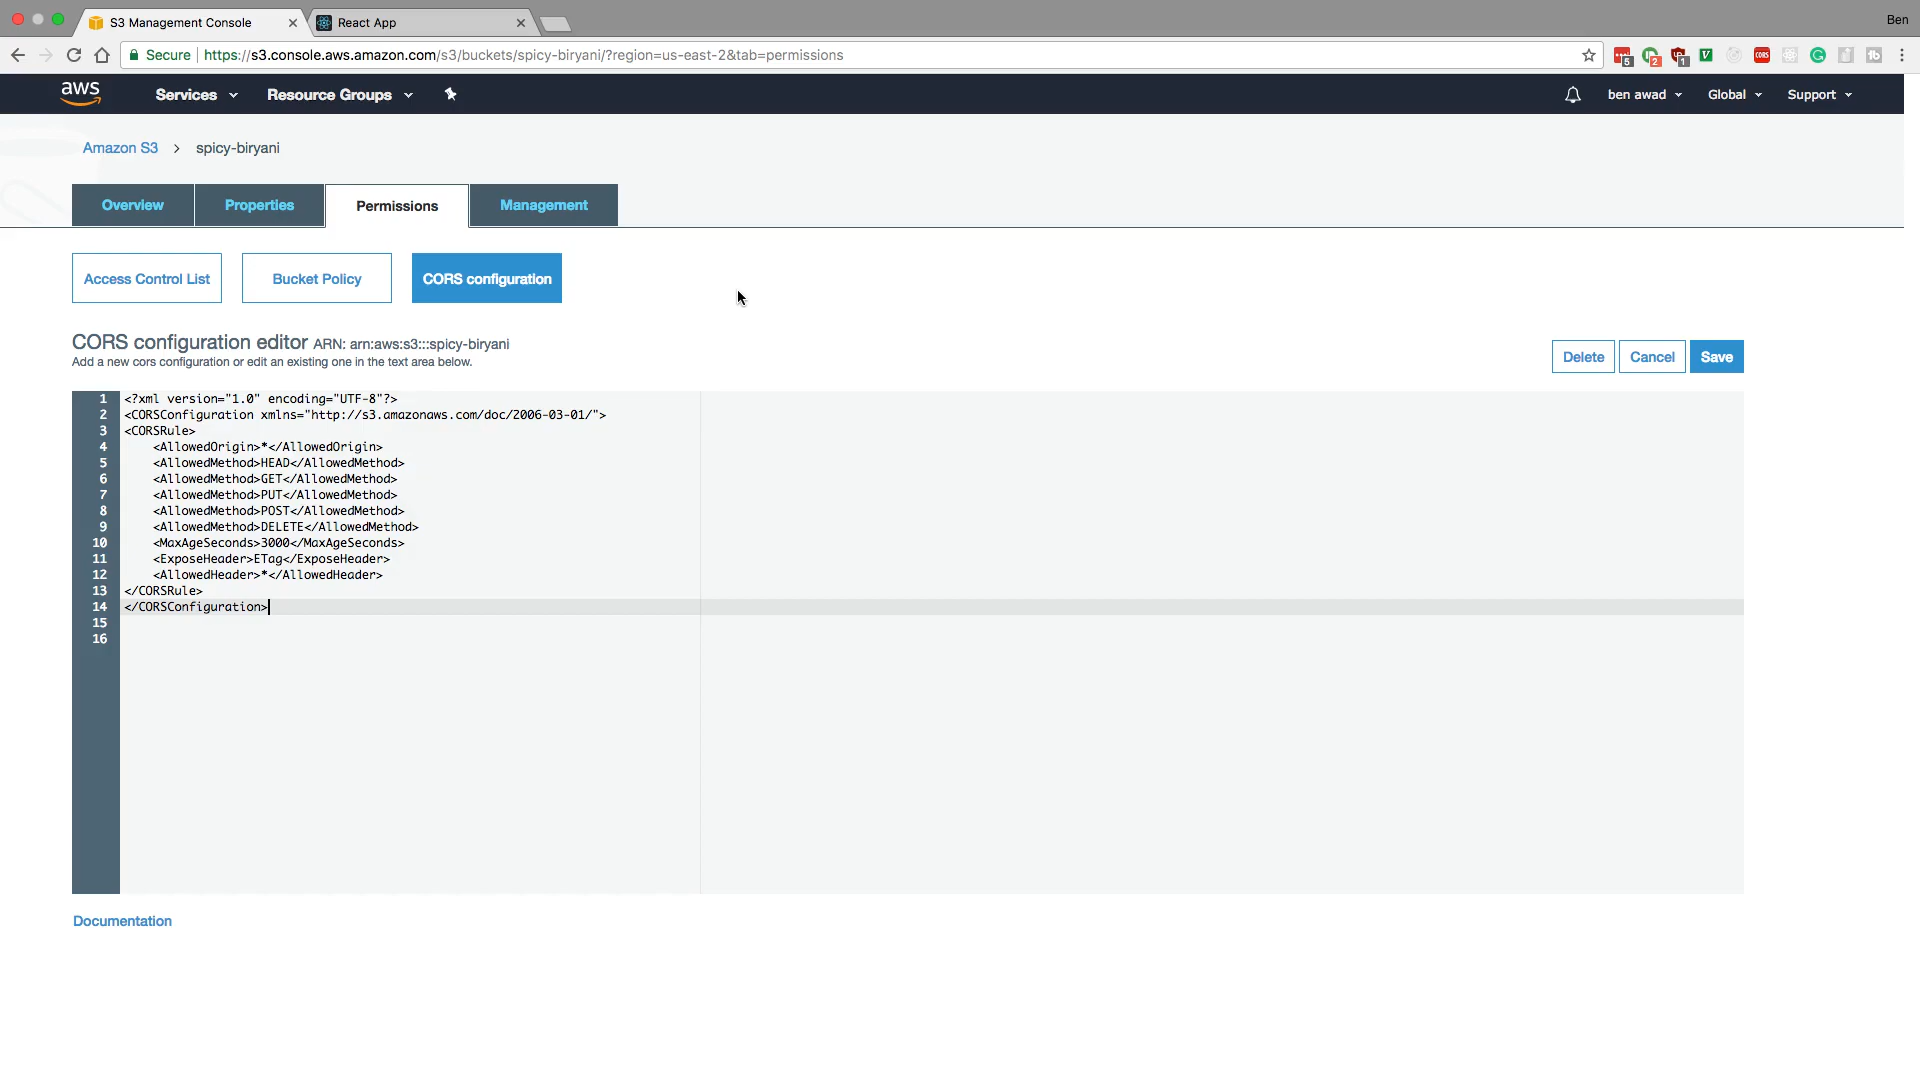 S3 Management Console
React App
Ben
Secure
https://s3.console.aws.amazon.com/s3/buckets/spicy-biryani/?region=us-east-2&tab=permissions
5
2
1
V
CORS
aws
Services
Resource Groups
ben awad
Global
Support
Amazon S3 > spicy-biryani
Overview
Properties
Permissions
Management
Access Control List
Bucket Policy
CORS configuration
CORS configuration editor ARN: arn:aws:s3:::spicy-biryani
Add a new cors configuration or edit an existing one in the text area below.
Delete
Cancel
Save
1 <?xml version="1.0" encoding="UTF-8"?>
2 <CORSConfiguration xmlns="http://s3.amazonaws.com/doc/2006-03-01/">
3 <CORSRule>
4 <AllowedOrigin>*</AllowedOrigin>
5 <AllowedMethod>HEAD</AllowedMethod>
6 <AllowedMethod>GET</AllowedMethod>
7 <AllowedMethod>PUT</AllowedMethod>
8 <AllowedMethod>POST</AllowedMethod>
9 <AllowedMethod>DELETE</AllowedMethod>
10 <MaxAgeSeconds>3000</MaxAgeSeconds>
11 <ExposeHeader>ETag</ExposeHeader>
12 <AllowedHeader>*</AllowedHeader>
13 </CORSRule>
14 </CORSConfiguration>
15
16
Documentation